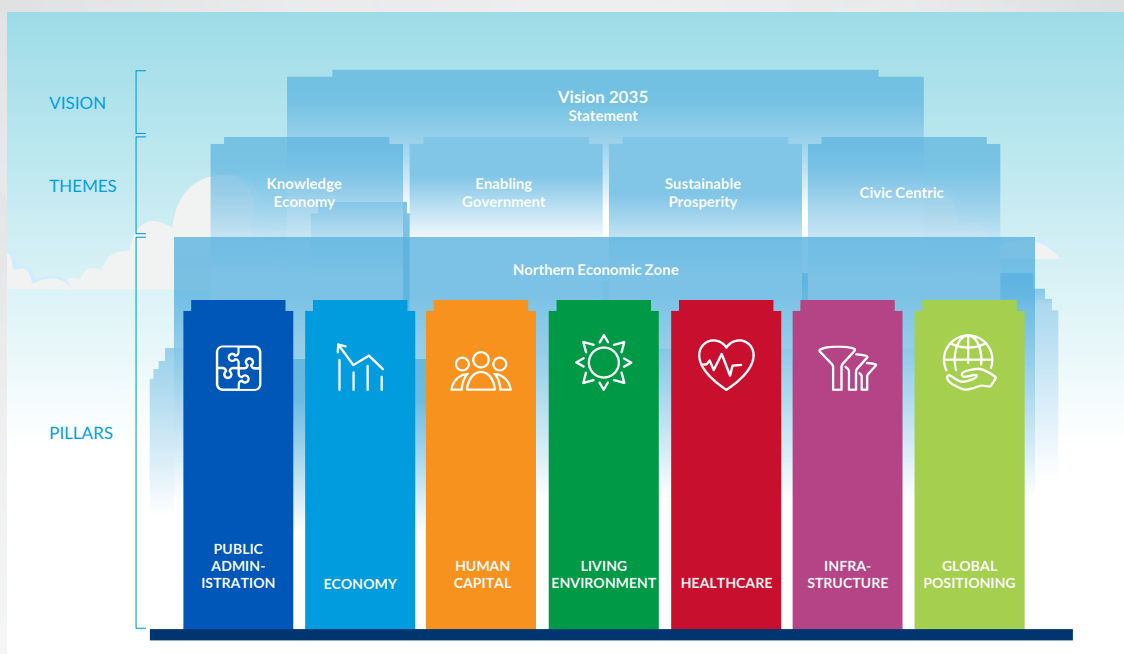 VISION
Vision 2035
Statement
THEMES
Knowledge
Economy
Enabling
Government
Sustainable
Prosperity
Civic Centric
PILLARS
Northern Economic Zone
PUBLIC
ADMIN-
ISTRATION
ECONOMY
HUMAN
CAPITAL
LIVING
ENVIRONMENT
HEALTHCARE
INFRA-
STRUCTURE
GLOBAL
POSITIONING